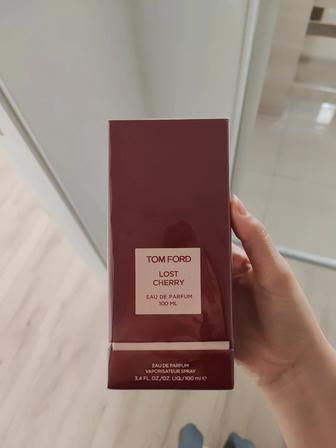 TOM FORD
LOST
CHERRY
EAU DE PARFUM
100 ML
EAU DE PARFUM
VAPORISATEUR SPRAY
3.4 FL.OZ./OZ. LIQ./100 ml ℮